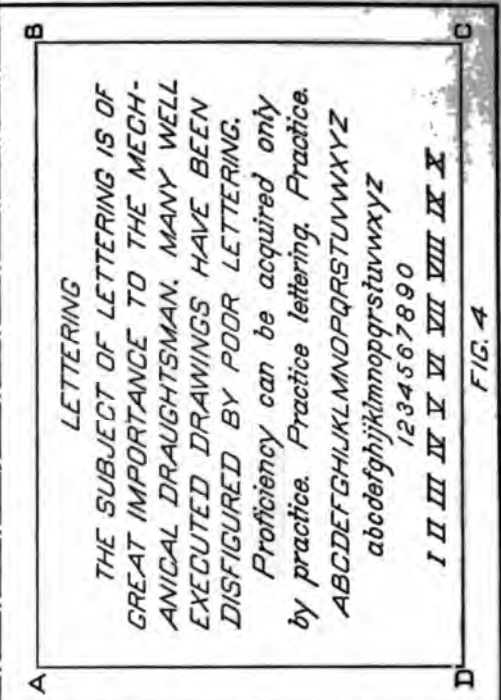 A B
LETTERING
THE SUBJECT OF LETTERING IS OF
GREAT IMPORTANCE TO THE MECH-
ANICAL DRAUGHTSMAN. MANY WELL
EXECUTED DRAWINGS HAVE BEEN
DISFIGURED BY POOR LETTERING.
Proficiency can be acquired only
by practice. Practice lettering. Practice.
ABCDEFGHIJKLMNOPQRSTUVWXYZ
abcdefghijklmnopqrstuvwxyz
1234567890
I II III IV V VI VII VIII IX X
D C
FIG. 4